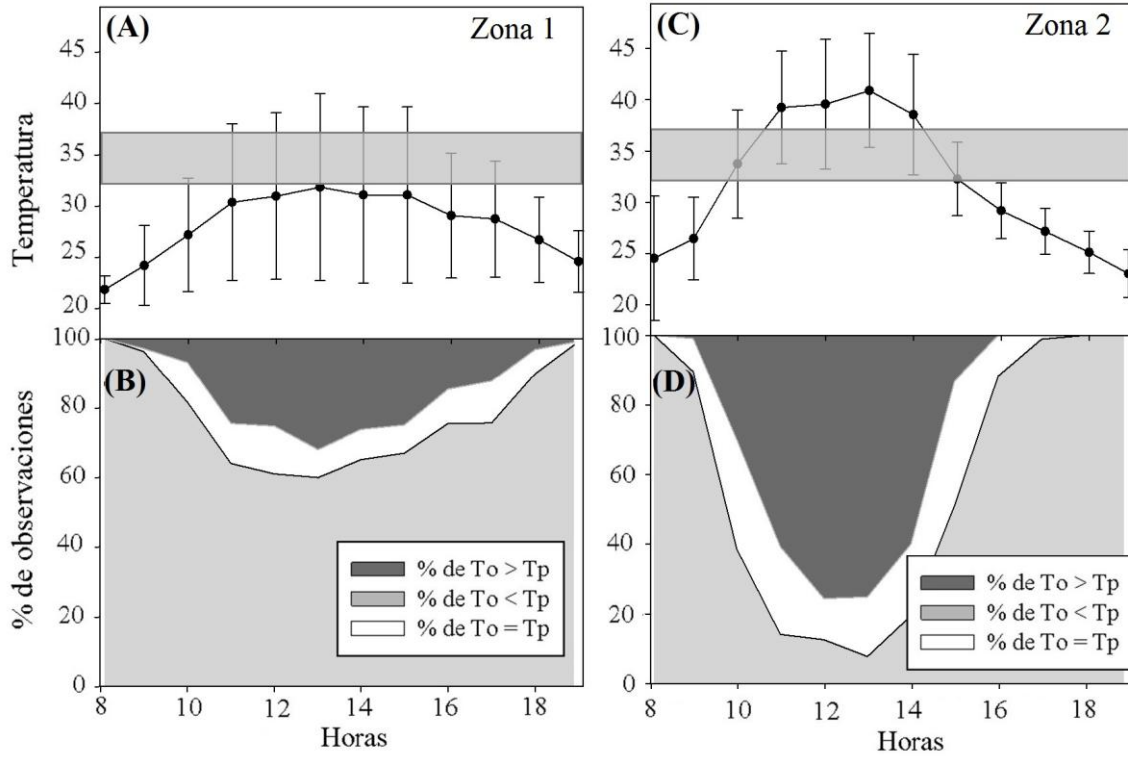 (A)
Zona 1
45
40
35
30
25
20
Temperatura
(C)
Zona 2
45
40
35
30
25
20
100
80
60
40
20
0
% de observaciones
(B)
% de To > Tp
% de To < Tp
% de To = Tp
8 10 12 14 16 18
Horas
100
80
60
40
20
0
(D)
% de To > Tp
% de To < Tp
% de To = Tp
8 10 12 14 16 18
Horas